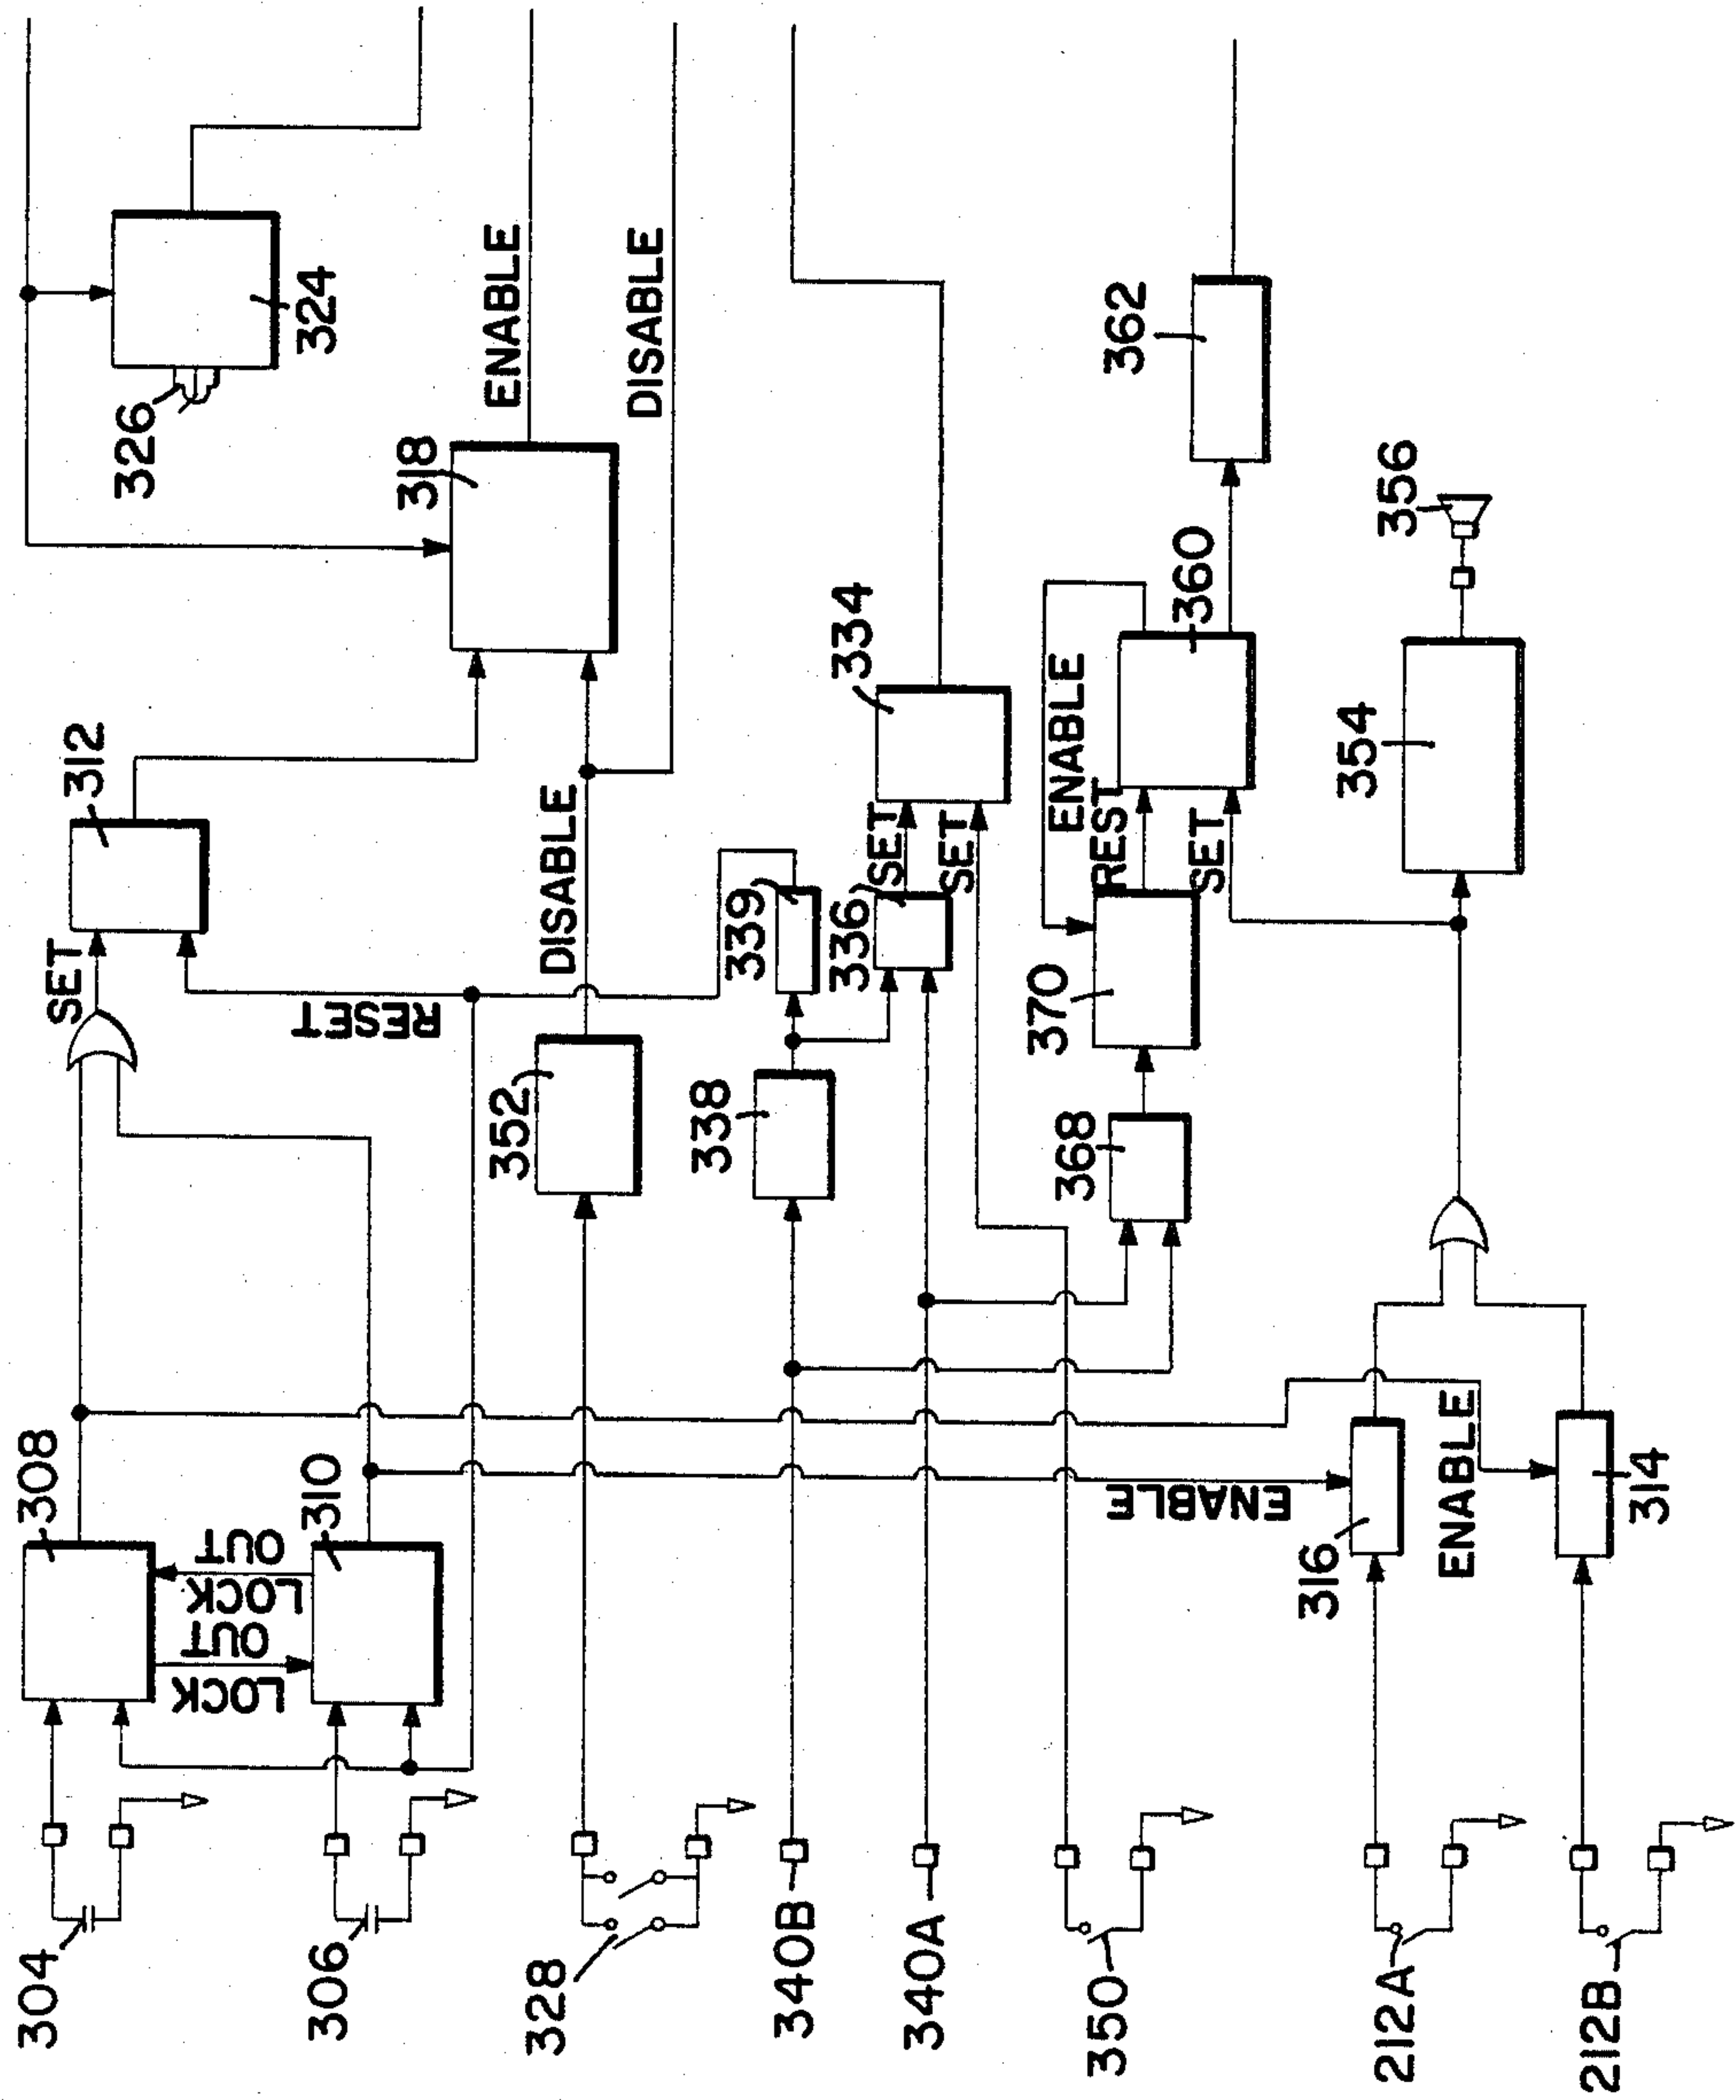 304
306
328
340B
340A
350
212A
212B
308
LOCK
OUT
LOCK
OUT
310
316
ENABLE
314
ENABLE
SET
RESET
312
352
DISABLE
338
339
336
SET
SET
334
368
370
REST
SET
ENABLE
360
354
356
362
318
326
324
ENABLE
DISABLE